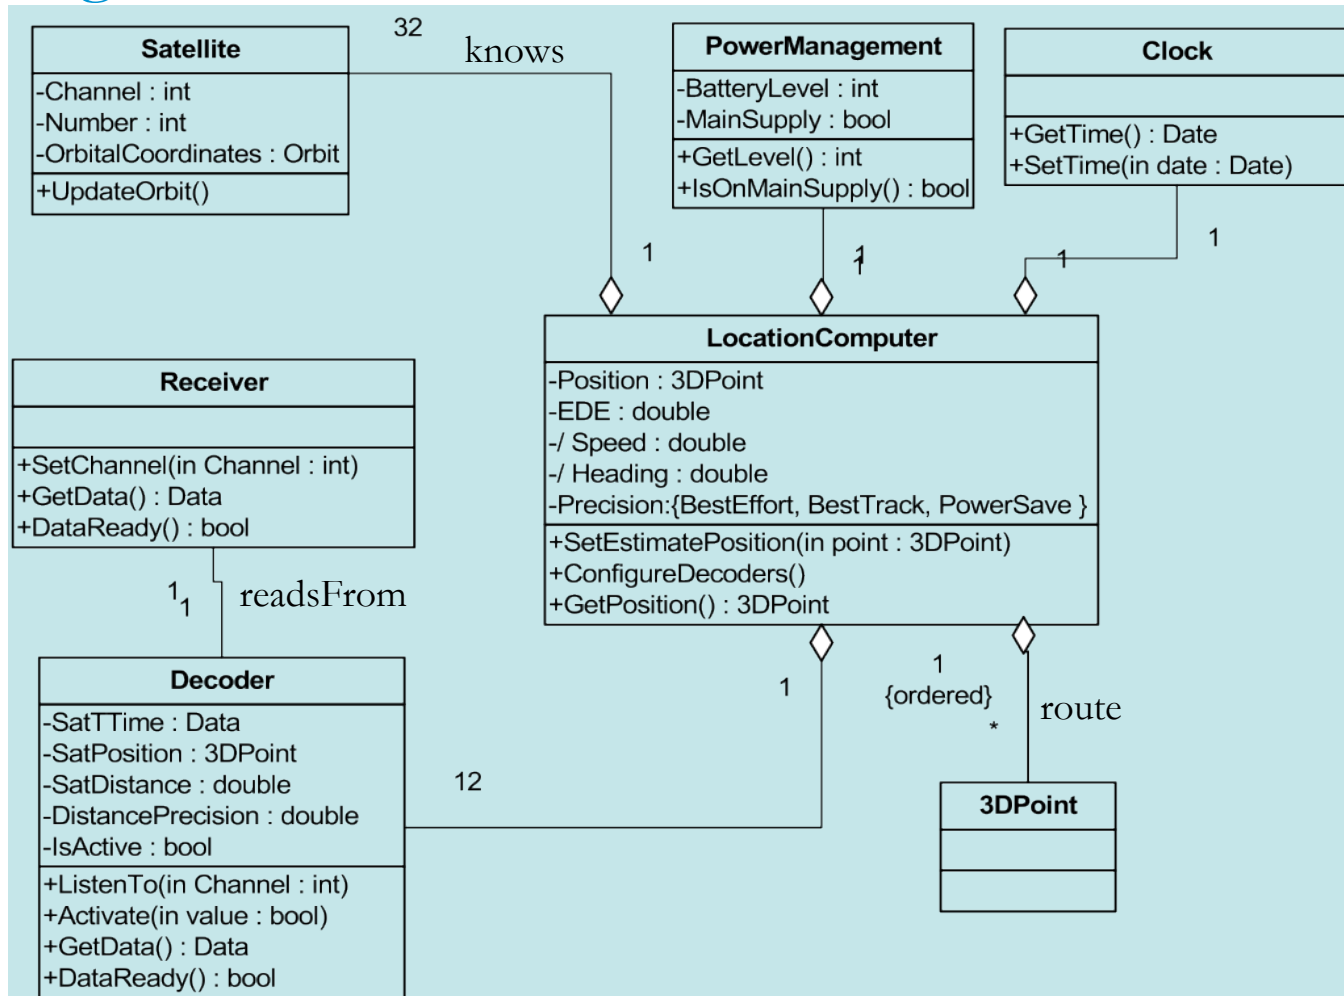 Satellite
-Channel : int
-Number : int
-OrbitalCoordinates : Orbit
+UpdateOrbit()
32
knows
1
PowerManagement
-BatteryLevel : int
-MainSupply : bool
+GetLevel() : int
+IsOnMainSupply() : bool
1
1
Clock
+GetTime() : Date
+SetTime(in date : Date)
1
1
LocationComputer
-Position : 3DPoint
-EDE : double
-/ Speed : double
-/ Heading : double
-Precision:{BestEffort, BestTrack, PowerSave }
+SetEstimatePosition(in point : 3DPoint)
+ConfigureDecoders()
+GetPosition() : 3DPoint
Receiver
+SetChannel(in Channel : int)
+GetData() : Data
+DataReady() : bool
1
1
readsFrom
Decoder
-SatTTime : Data
-SatPosition : 3DPoint
-SatDistance : double
-DistancePrecision : double
-IsActive : bool
+ListenTo(in Channel : int)
+Activate(in value : bool)
+GetData() : Data
+DataReady() : bool
12
1
1
{ordered}
*
route
3DPoint